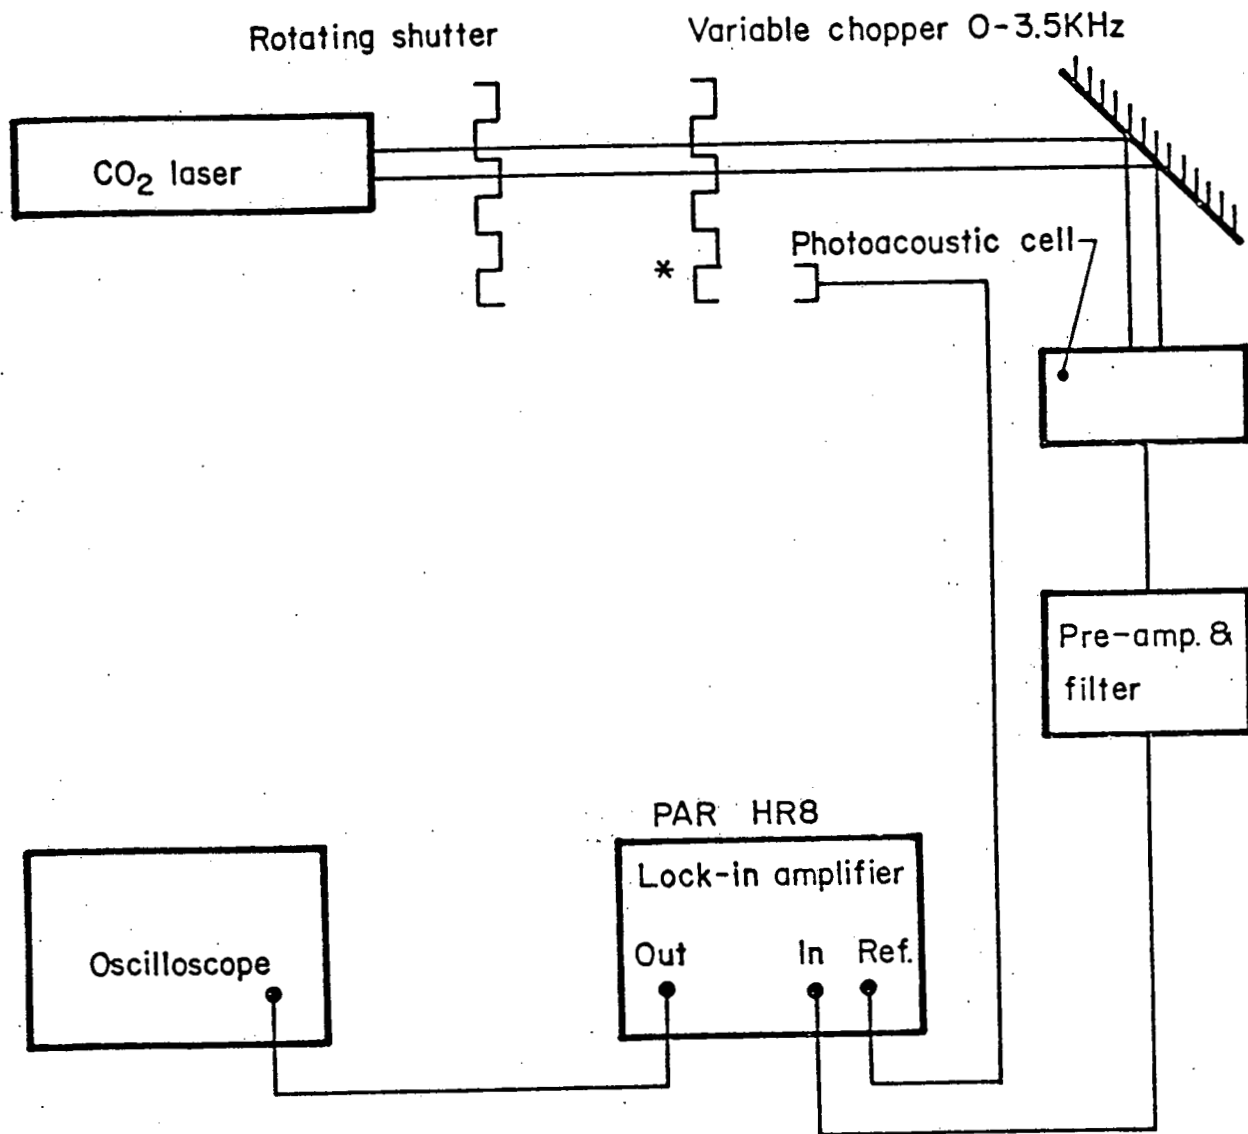 Rotating shutter
Variable chopper 0-3.5KHz
CO₂ laser
*
Photoacoustic cell
Pre-amp. &
filter
PAR HR8
Lock-in amplifier
Out
In
Ref.
Oscilloscope